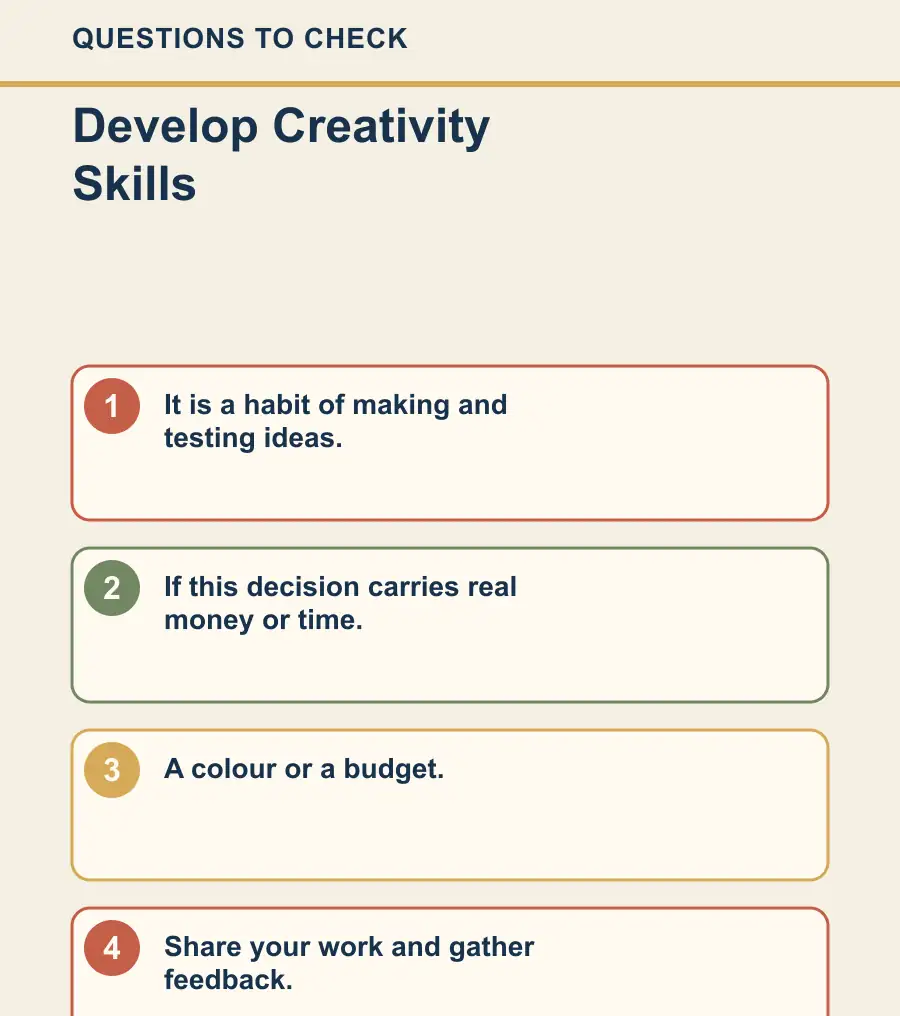 QUESTIONS TO CHECK
Develop Creativity
Skills
1
It is a habit of making and
testing ideas.
2
If this decision carries real
money or time.
3
A colour or a budget.
4
Share your work and gather
feedback.